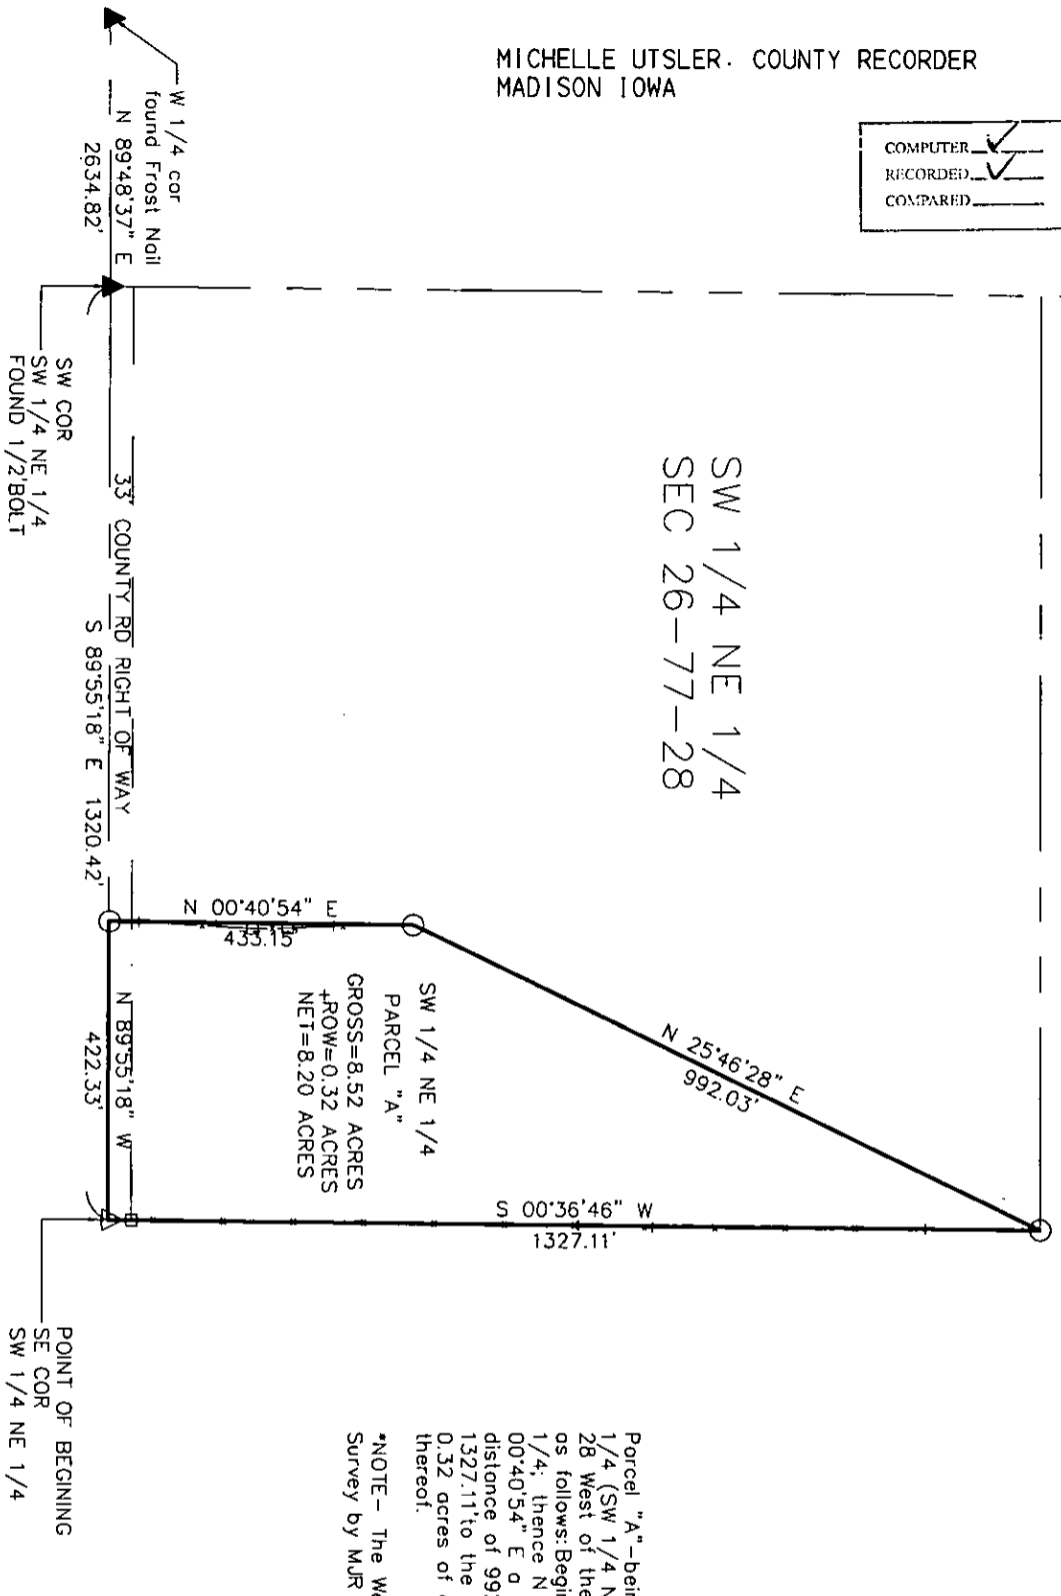 MICHELLE UTSLER. COUNTY RECORDER
MADISON IOWA
COMPUTER
RECORDED
COMPARED
W 1/4 cor
found Frost Nail
N 89°48'37" E
2634.82'
SW COR
SW 1/4 NE 1/4
FOUND 1/2'BOLT
33' COUNTY RD RIGHT OF WAY
S 89°55'18" E 1320.42'
SW 1/4 NE 1/4
SEC 26-77-28
N 00°40'54" E
433.15'
N 25°46'28" E
992.03'
SW 1/4 NE 1/4
PARCEL "A"
GROSS=8.52 ACRES
+ROW=0.32 ACRES
NET=8.20 ACRES
N 89°55'18" W
422.33'
S 00°36'46" W
1327.11'
POINT OF BEGINING
SE COR
SW 1/4 NE 1/4
Parcel "A"-bei
1/4 (SW 1/4 N
28 West of the
as follows:Begi
1/4; thence N
00°40'54" E a
distance of 99
1327.11'to the
0.32 acres of
thereof.
*NOTE- The We
Survey by MJR